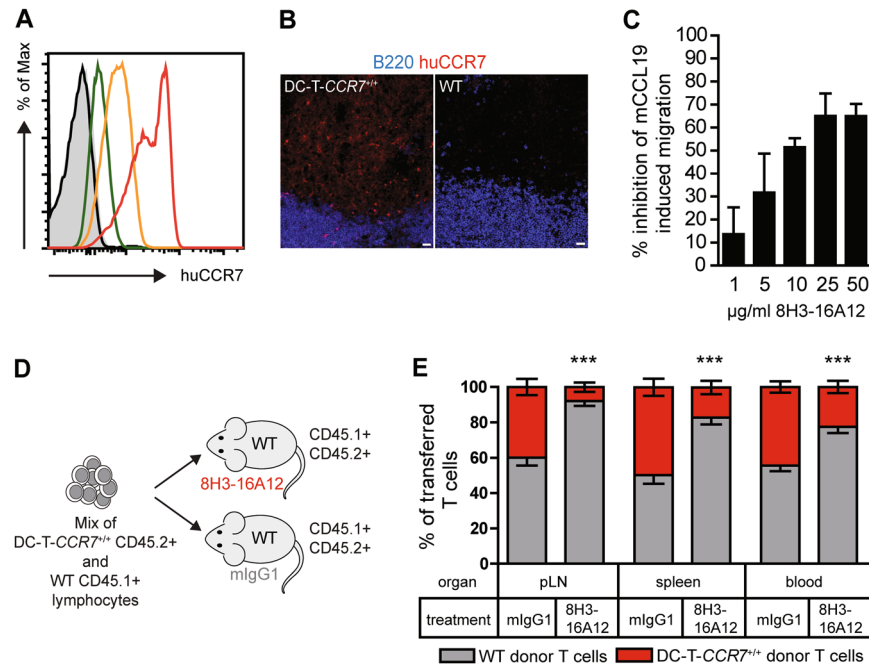 A
% of Max
huCCR7
B
B220 huCCR7
DC-T-CCR7+/+
WT
C
% inhibition of mCCL19
induced migration
100
90
80
70
60
50
40
30
20
10
0
1 5 10 25 50
µg/ml 8H3-16A12
D
Mix of
DC-T-CCR7+/+ CD45.2+
and
WT CD45.1+
lymphocytes
WT
8H3-16A12
CD45.1+
CD45.2+
WT
mIgG1
CD45.1+
CD45.2+
E
*** *** ***
% of transferred
T cells
100
80
60
40
20
0
organ pLN spleen blood
treatment mIgG1 8H3-16A12 mIgG1 8H3-16A12 mIgG1 8H3-16A12
WT donor T cells DC-T-CCR7+/+ donor T cells